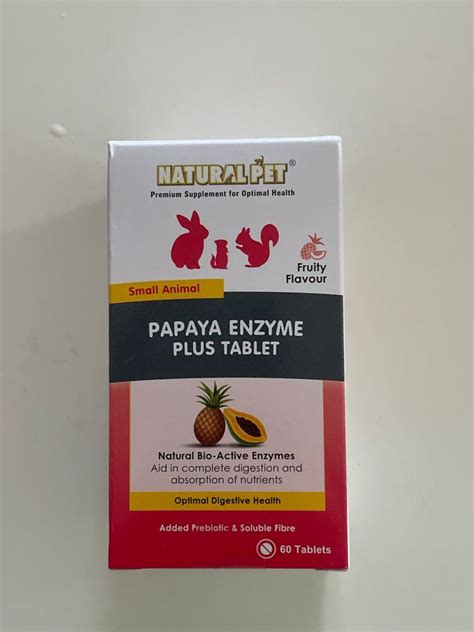 NATURAL PET®
Premium Supplement for Optimal Health
Fruity
Flavour
Small Animal
PAPAYA ENZYME
PLUS TABLET
Natural Bio-Active Enzymes
Aid in complete digestion and
absorption of nutrients
Optimal Digestive Health
Added Prebiotic & Soluble Fibre
60 Tablets